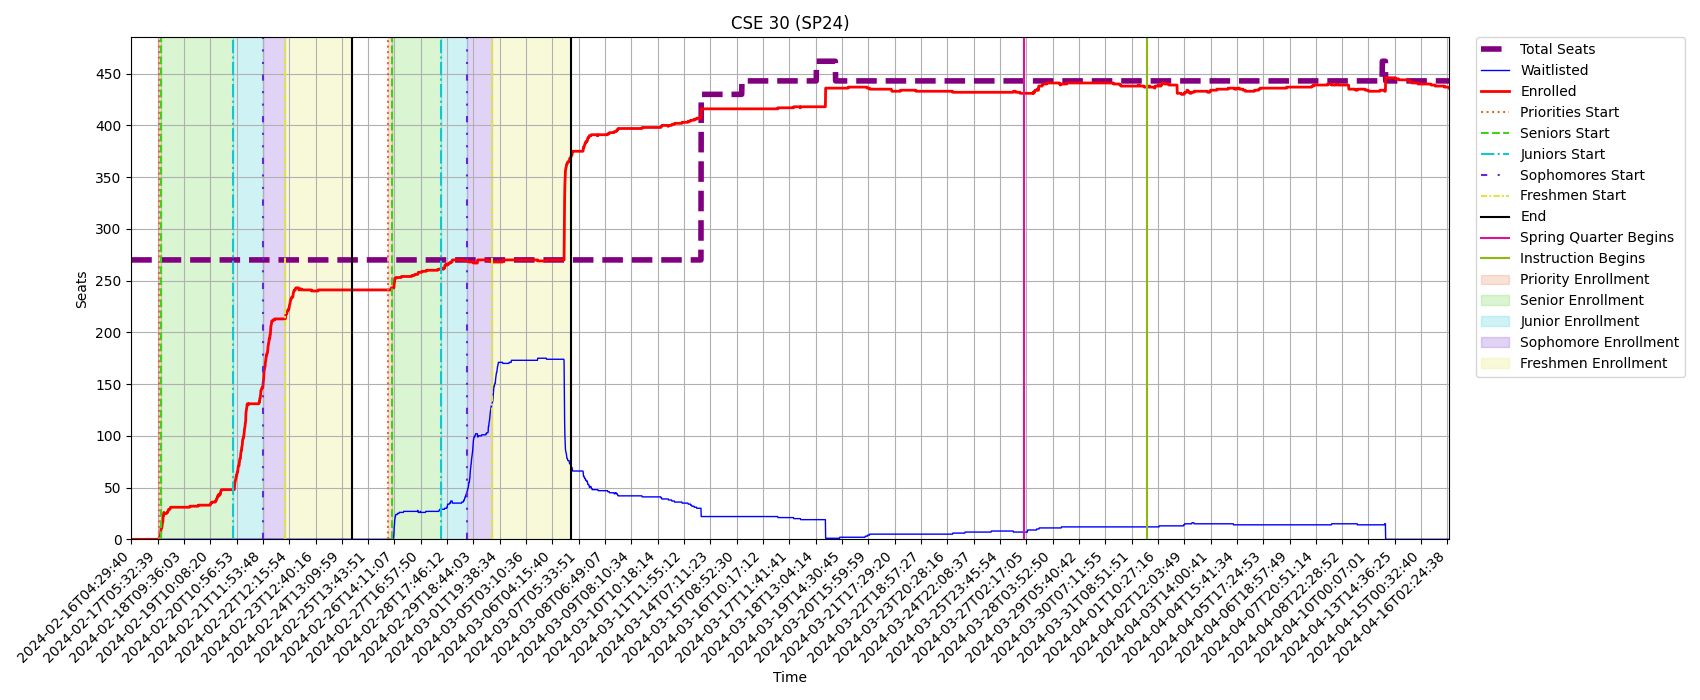 CSE 30 (SP24)
Seats
450
400
350
300
250
200
150
100
50
0
2024-02-16T04:29:40
2024-02-17T05:32:39
2024-02-18T09:36:03
2024-02-19T10:08:20
2024-02-20T10:56:53
2024-02-21T11:53:48
2024-02-22T12:15:54
2024-02-23T12:40:16
2024-02-24T13:09:59
2024-02-25T13:43:51
2024-02-26T14:11:07
2024-02-27T16:57:50
2024-02-28T17:46:12
2024-02-29T18:44:03
2024-03-01T19:38:34
2024-03-05T03:10:36
2024-03-06T04:15:40
2024-03-07T05:33:51
2024-03-08T06:49:07
2024-03-09T08:10:34
2024-03-10T10:18:14
2024-03-11T11:55:12
2024-03-14T07:11:23
2024-03-15T08:52:30
2024-03-16T10:17:12
2024-03-17T11:41:41
2024-03-18T13:04:14
2024-03-19T14:30:45
2024-03-20T15:59:59
2024-03-21T17:29:20
2024-03-22T18:57:27
2024-03-23T20:28:16
2024-03-24T22:08:37
2024-03-25T23:45:54
2024-03-27T02:17:05
2024-03-28T03:52:50
2024-03-29T05:40:42
2024-03-30T07:11:55
2024-03-31T08:51:51
2024-04-01T10:27:16
2024-04-02T12:03:49
2024-04-03T14:00:41
2024-04-04T15:41:34
2024-04-05T17:24:53
2024-04-06T18:57:49
2024-04-07T20:51:14
2024-04-08T22:28:52
2024-04-10T00:07:01
2024-04-13T14:36:25
2024-04-15T00:32:40
2024-04-16T02:24:38
Time
Total Seats
Waitlisted
Enrolled
Priorities Start
Seniors Start
Juniors Start
Sophomores Start
Freshmen Start
End
Spring Quarter Begins
Instruction Begins
Priority Enrollment
Senior Enrollment
Junior Enrollment
Sophomore Enrollment
Freshmen Enrollment